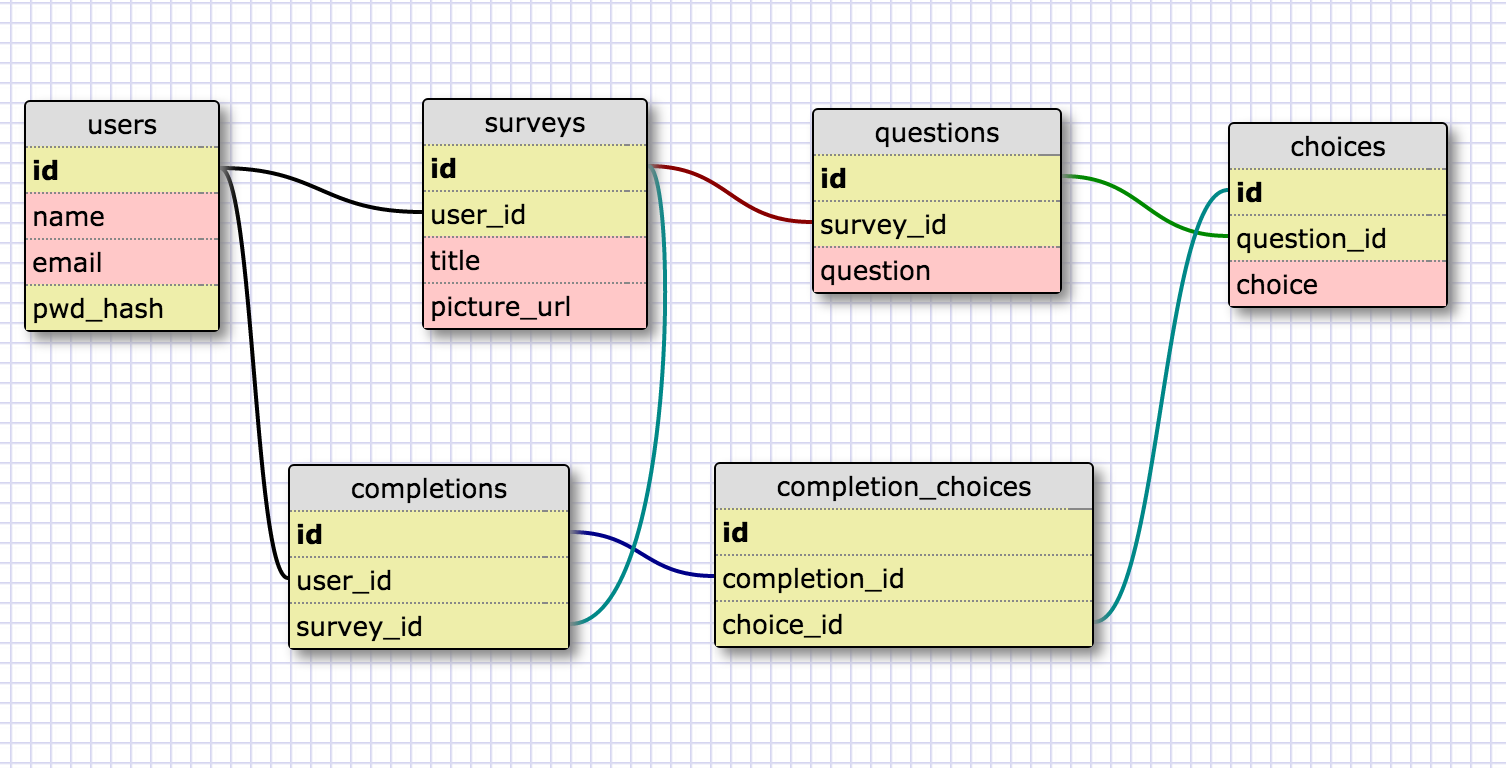 users
id
name
email
pwd_hash
surveys
id
user_id
title
picture_url
questions
id
survey_id
question
choices
id
question_id
choice
completions
id
user_id
survey_id
completion_choices
id
completion_id
choice_id